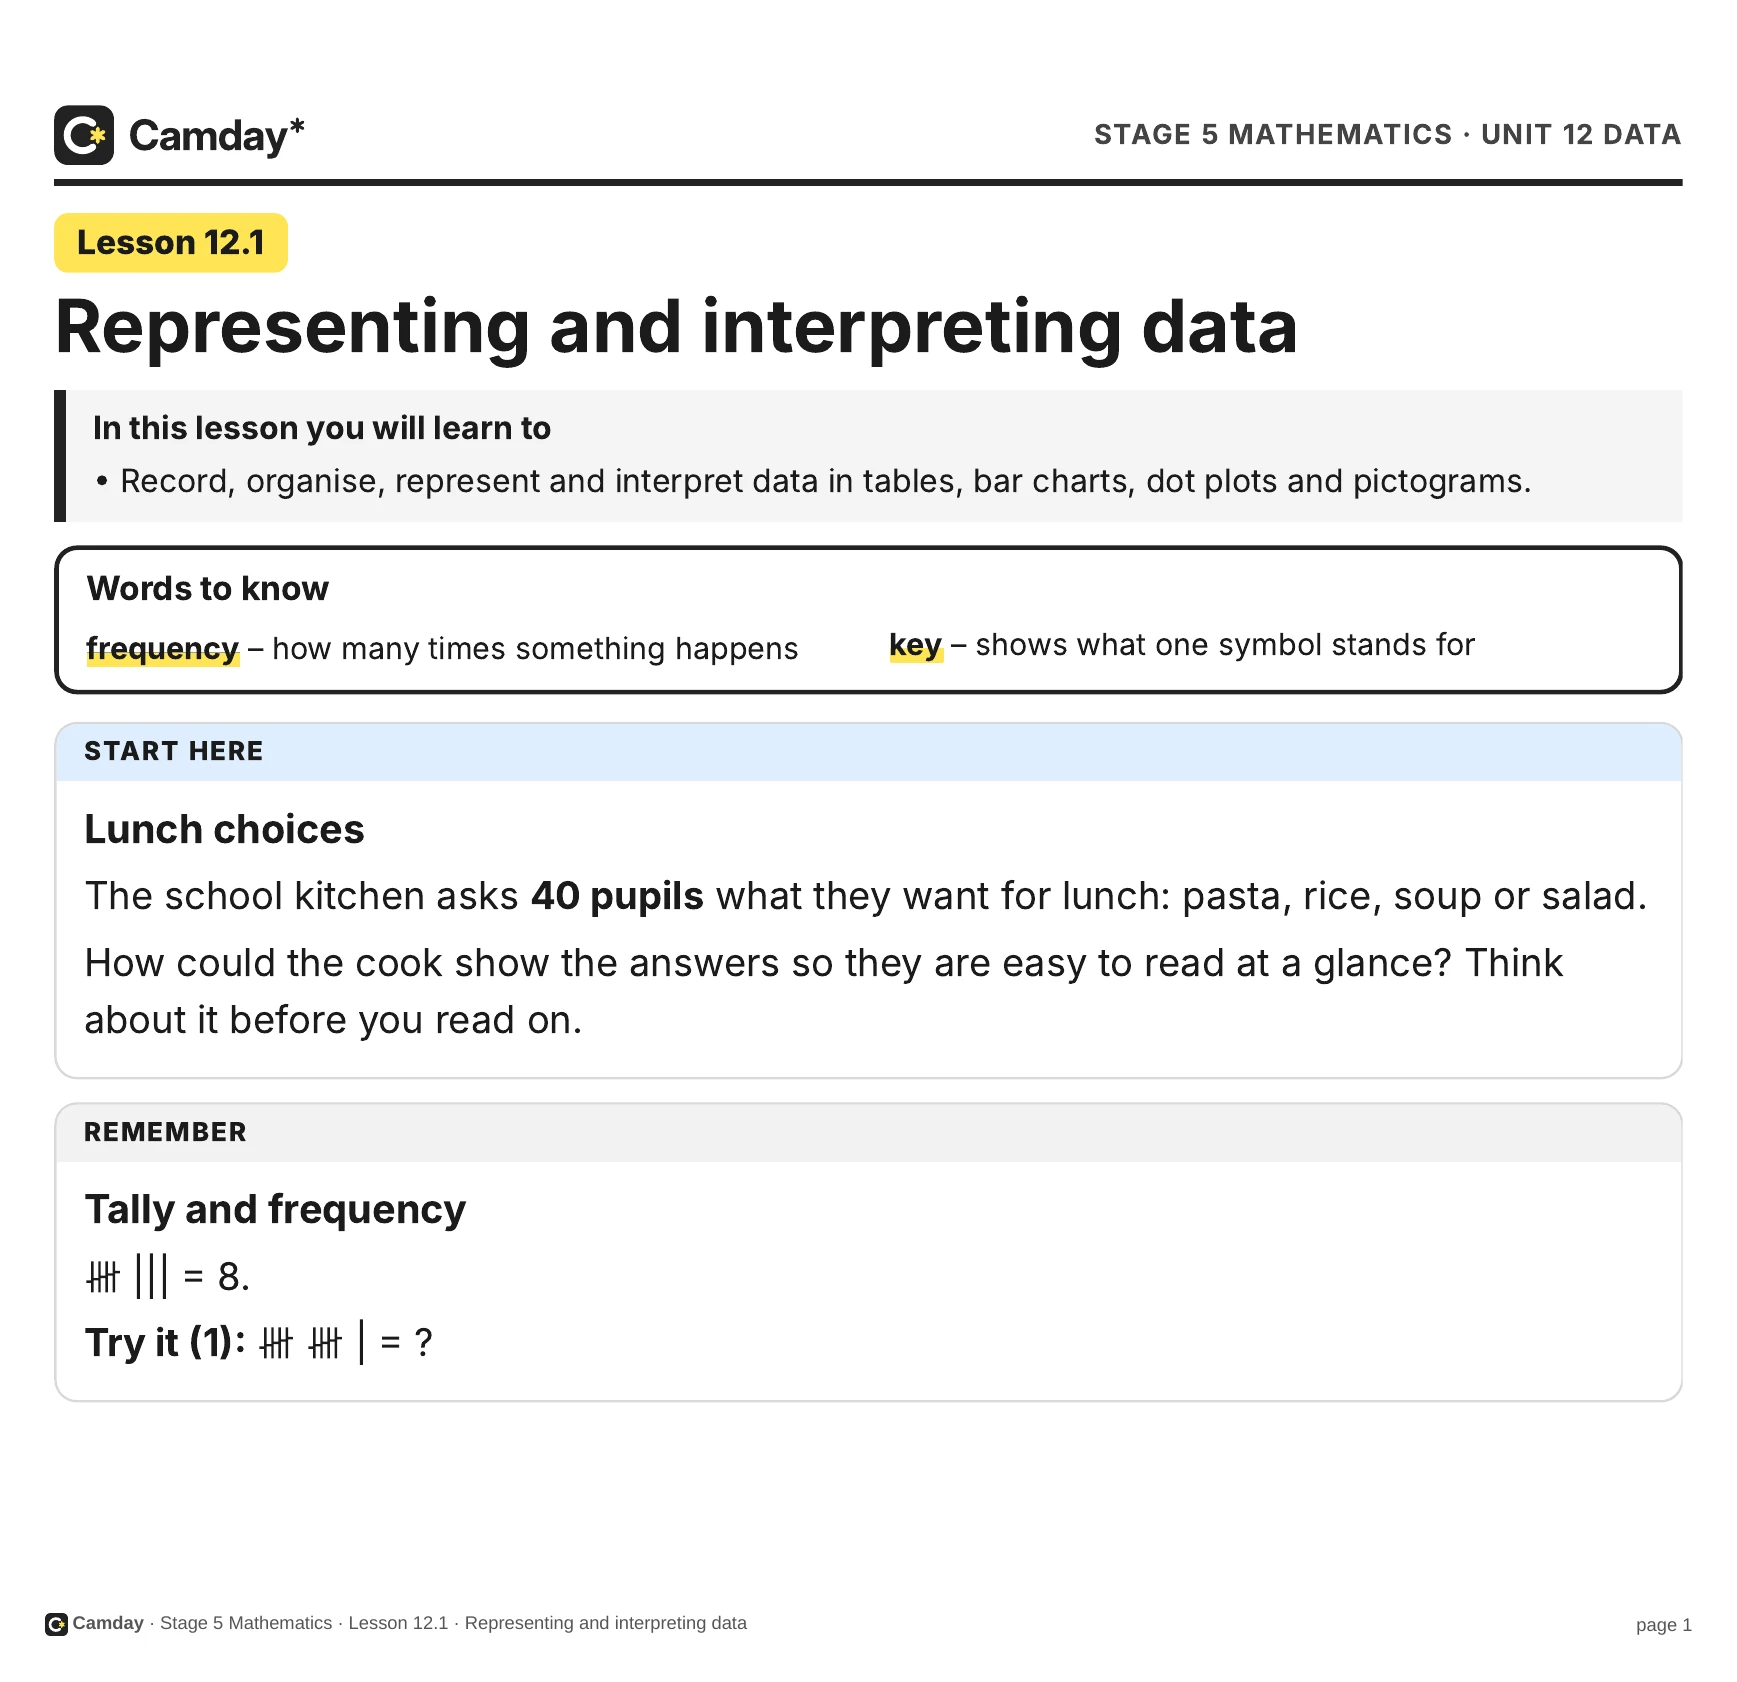 Camday*
STAGE 5 MATHEMATICS · UNIT 12 DATA
Lesson 12.1
Representing and interpreting data
In this lesson you will learn to
• Record, organise, represent and interpret data in tables, bar charts, dot plots and pictograms.
Words to know
frequency – how many times something happens
key – shows what one symbol stands for
START HERE
Lunch choices
The school kitchen asks 40 pupils what they want for lunch: pasta, rice, soup or salad.
How could the cook show the answers so they are easy to read at a glance? Think
about it before you read on.
REMEMBER
Tally and frequency
𝍸 ||| = 8.
Try it (1): 𝍸 𝍸 | = ?
Camday · Stage 5 Mathematics · Lesson 12.1 · Representing and interpreting data
page 1